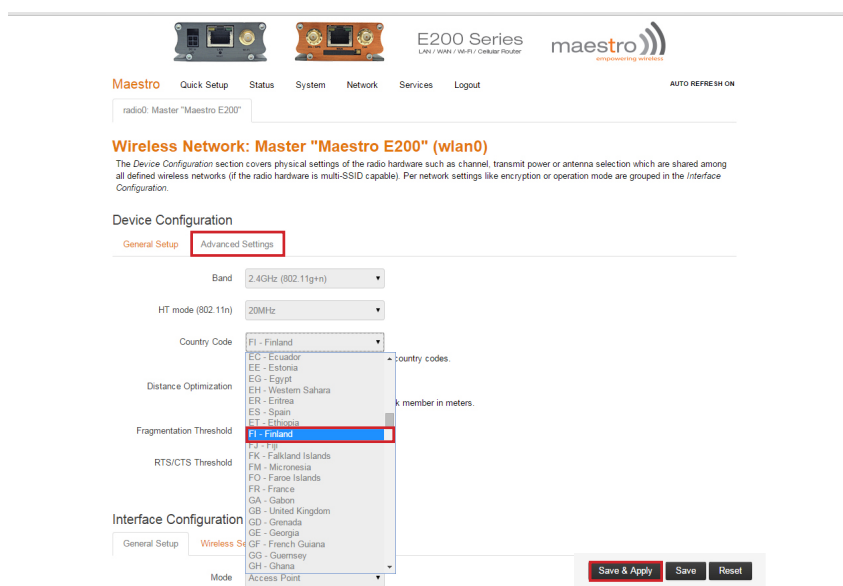 E200 Series
LAN / WAN / Wi-Fi / Cellular Router
maestro
empowering wireless
Maestro Quick Setup Status System Network Services Logout AUTO REFRESH ON
radio0: Master "Maestro E200"
Wireless Network: Master "Maestro E200" (wlan0)
The Device Configuration section covers physical settings of the radio hardware such as channel, transmit power or antenna selection which are shared among
all defined wireless networks (if the radio hardware is multi-SSID capable). Per network settings like encryption or operation mode are grouped in the Interface
Configuration.
Device Configuration
General Setup Advanced Settings
Band 2.4GHz (802.11g+n)
HT mode (802.11n) 20MHz
Country Code FI - Finland
EC - Ecuador
country codes.
EE - Estonia
EG - Egypt
Distance Optimization
EH - Western Sahara
ER - Eritrea
k member in meters.
ES - Spain
ET - Ethiopia
Fragmentation Threshold
FI - Finland
FJ - Fiji
FK - Falkland Islands
RTS/CTS Threshold
FM - Micronesia
FO - Faroe Islands
FR - France
GA - Gabon
GB - United Kingdom
Interface Configuration
GD - Grenada
GE - Georgia
General Setup Wireless Se
GF - French Guiana
GG - Guernsey
GH - Ghana
Mode Access Point
Save & Apply Save Reset